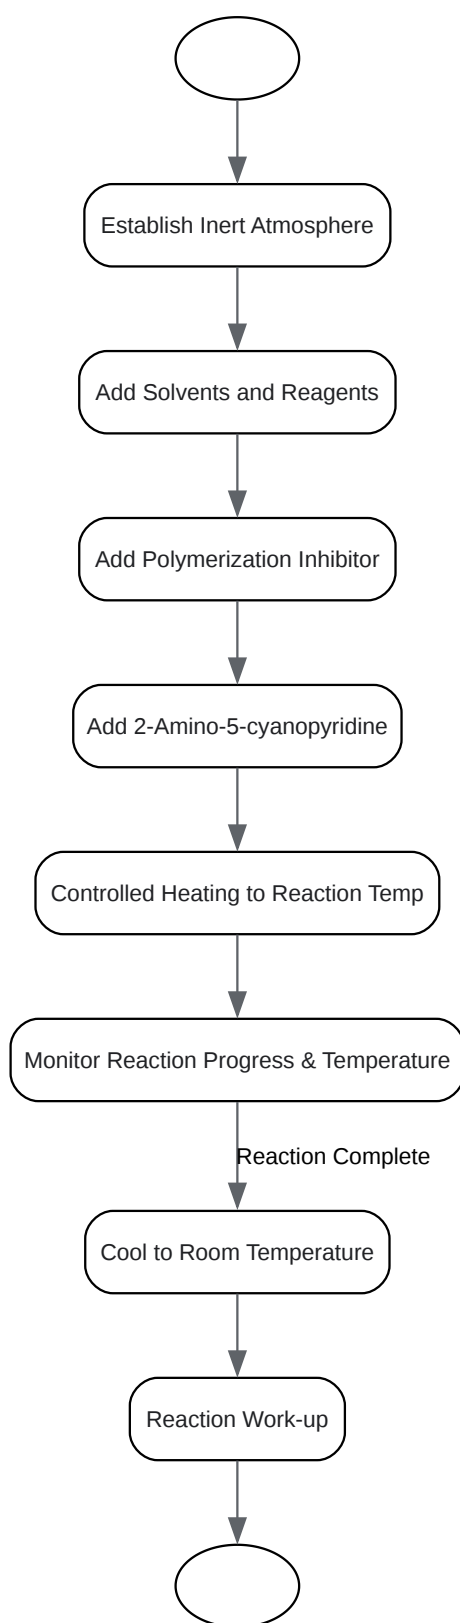 Establish Inert Atmosphere
Add Solvents and Reagents
Add Polymerization Inhibitor
Add 2-Amino-5-cyanopyridine
Controlled Heating to Reaction Temp
Monitor Reaction Progress & Temperature
Reaction Complete
Cool to Room Temperature
Reaction Work-up